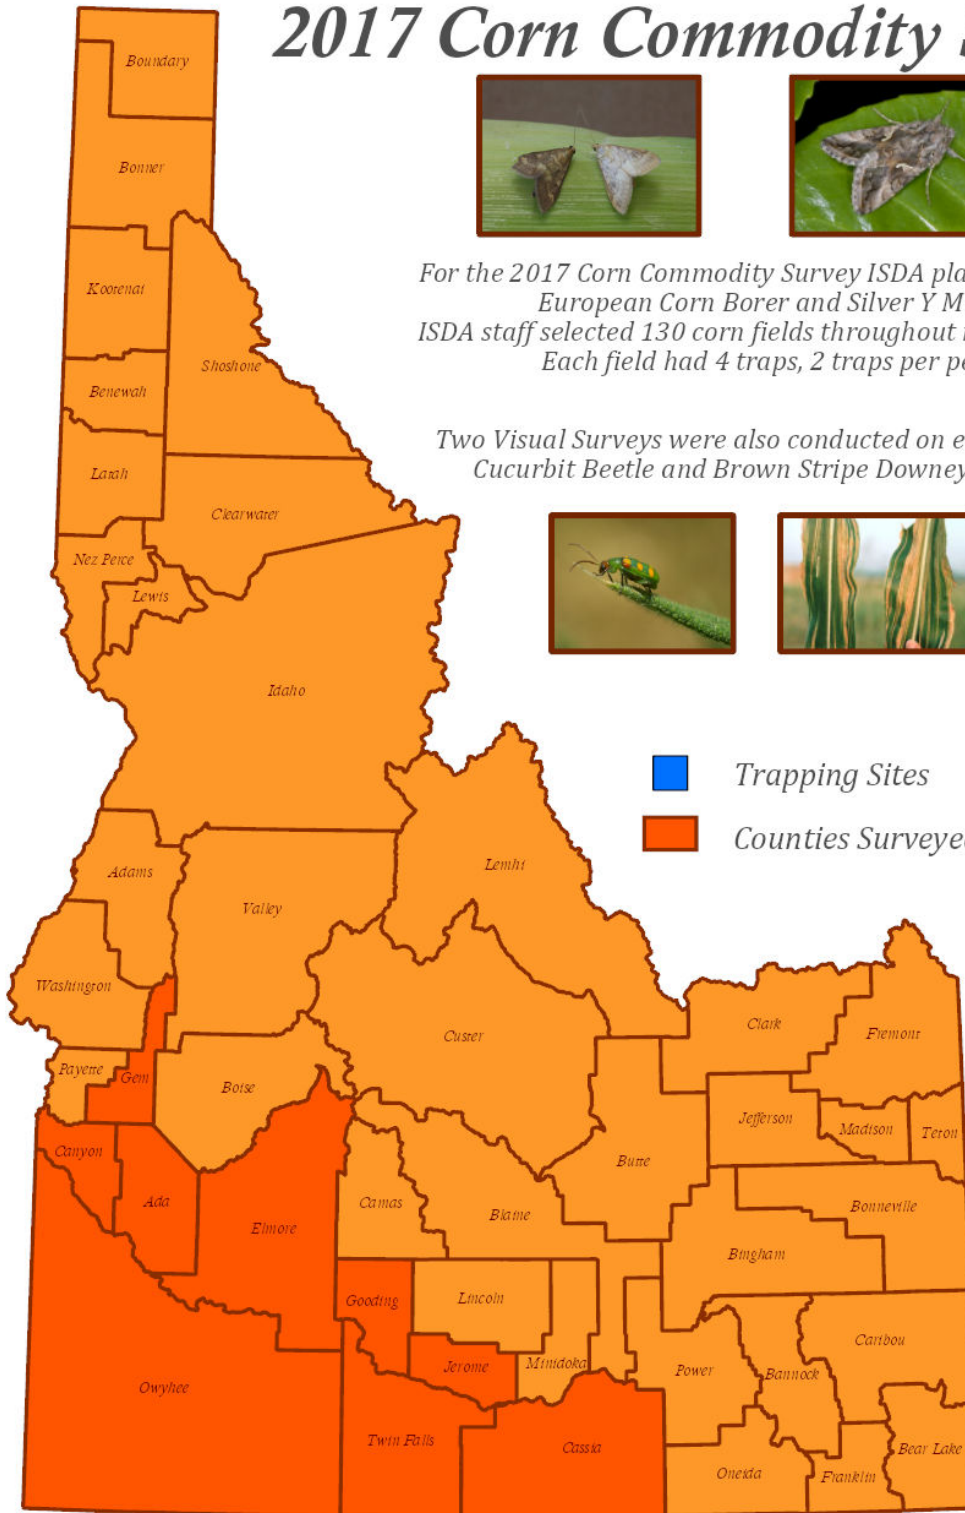 2017 Corn Commodity
For the 2017 Corn Commodity Survey ISDA pla
European Corn Borer and Silver Y M
ISDA staff selected 130 corn fields throughout
Each field had 4 traps, 2 traps per pe
Two Visual Surveys were also conducted on e
Cucurbit Beetle and Brown Stripe Downey
Trapping Sites
Counties Surveye
Boundary
Bonner
Kootenai
Shoshone
Benewah
Latah
Clearwater
Nez Perce
Lewis
Idaho
Lemhi
Adams
Valley
Washington
Custer
Clark
Fremont
Payette
Gem
Boise
Jefferson
Madison
Teton
Canyon
Ada
Elmore
Camas
Blaine
Butte
Bonneville
Bingham
Gooding
Lincoln
Jerome
Minidoka
Power
Bannock
Caribou
Owyhee
Twin Falls
Cassia
Oneida
Franklin
Bear Lake